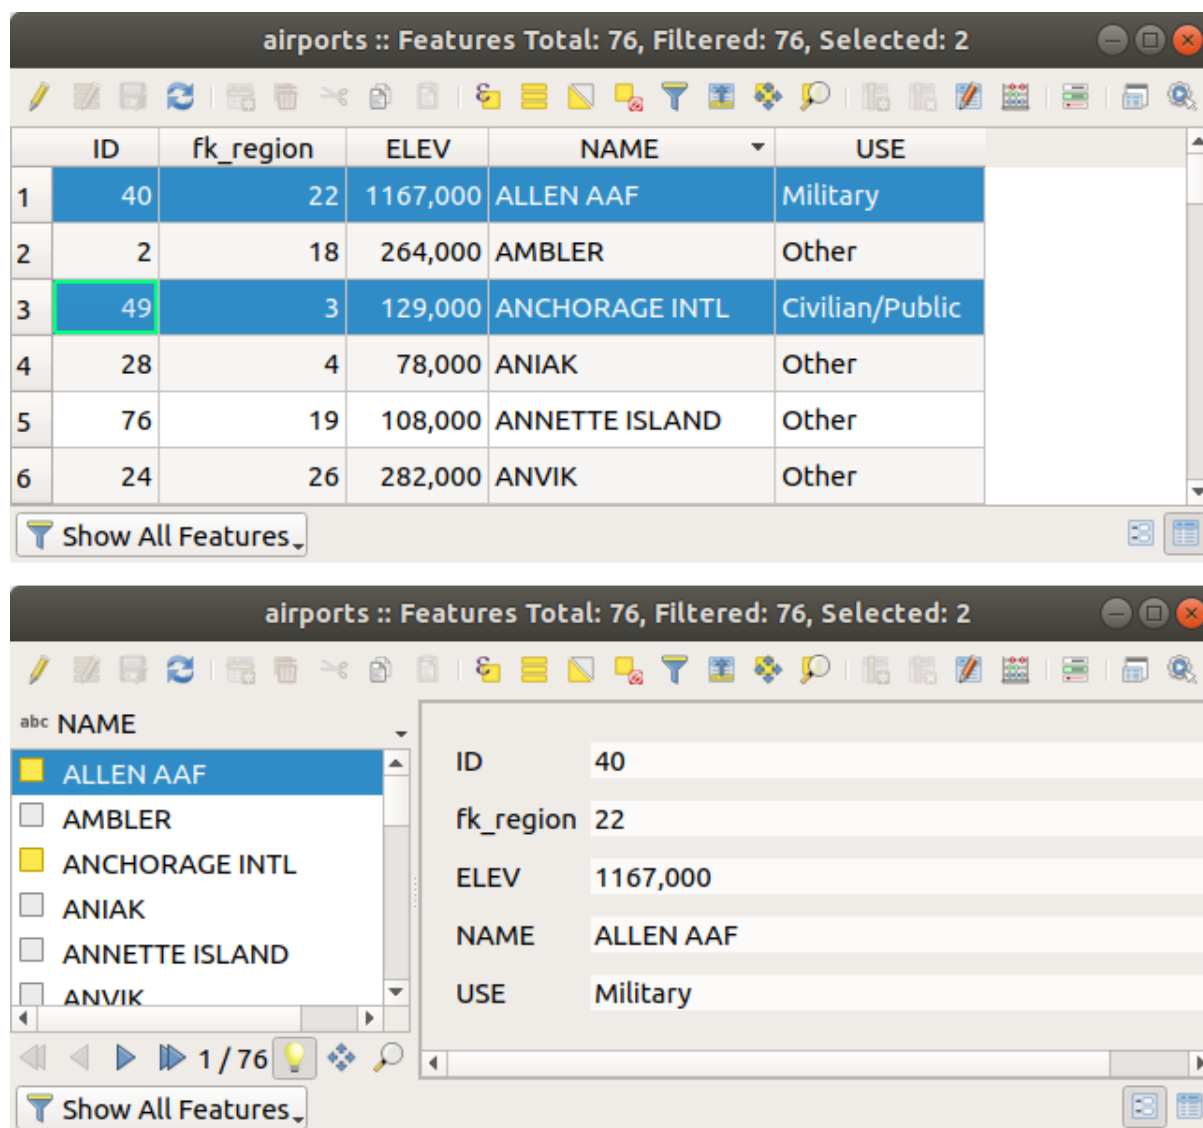 airports :: Features Total: 76, Filtered: 76, Selected: 2
ID fk_region ELEV NAME USE
1 40 22 1167,000 ALLEN AAF Military
2 2 18 264,000 AMBLER Other
3 49 3 129,000 ANCHORAGE INTL Civilian/Public
4 28 4 78,000 ANIAK Other
5 76 19 108,000 ANNETTE ISLAND Other
6 24 26 282,000 ANVIK Other
Show All Features
airports :: Features Total: 76, Filtered: 76, Selected: 2
abc NAME
ALLEN AAF
AMBLER
ANCHORAGE INTL
ANIAK
ANNETTE ISLAND
ANVIK
1 / 76
ID 40
fk_region 22
ELEV 1167,000
NAME ALLEN AAF
USE Military
Show All Features